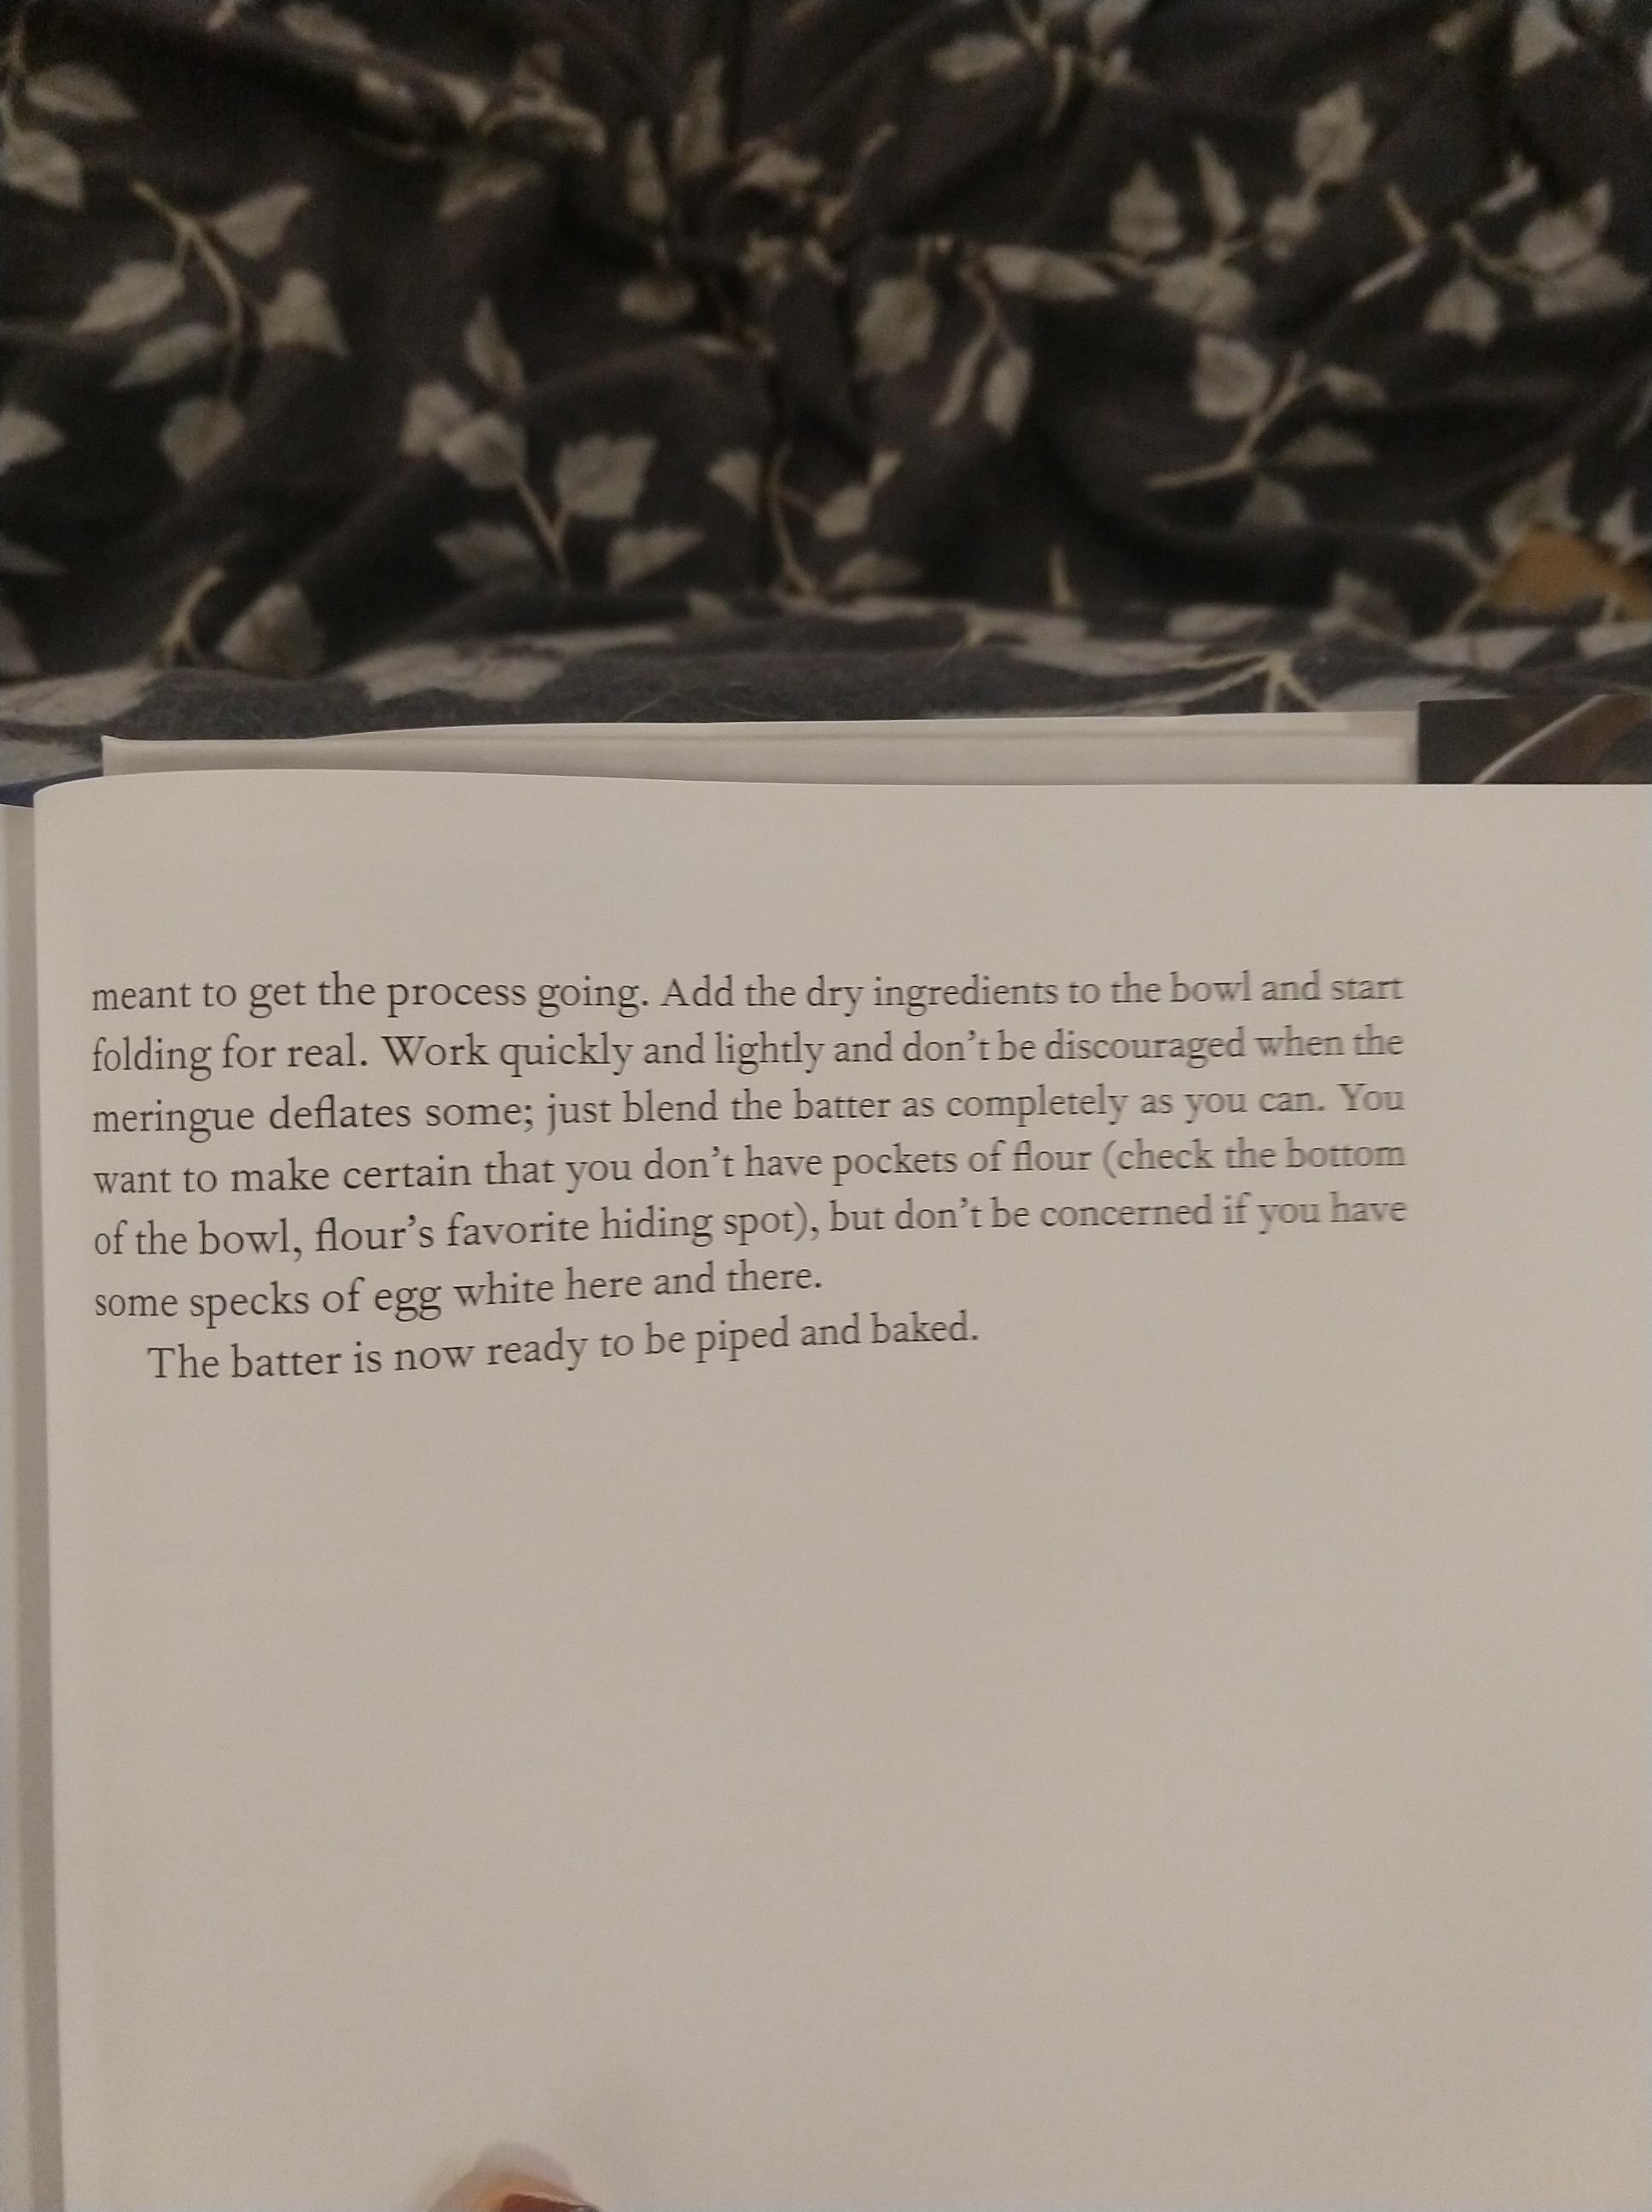 meant to get the process going. Add the dry ingredients to the bowl and start
folding for real. Work quickly and lightly and don’t be discouraged when the
meringue deflates some; just blend the batter as completely as you can. You
want to make certain that you don’t have pockets of flour (check the bottom
of the bowl, flour’s favorite hiding spot), but don’t be concerned if you have
some specks of egg white here and there.
The batter is now ready to be piped and baked.